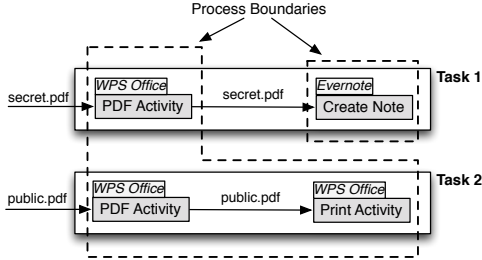 Process Boundaries
Task 1
WPS Office
Evernote
secret.pdf
PDF Activity
secret.pdf
Create Note
Task 2
WPS Office
WPS Office
public.pdf
PDF Activity
public.pdf
Print Activity